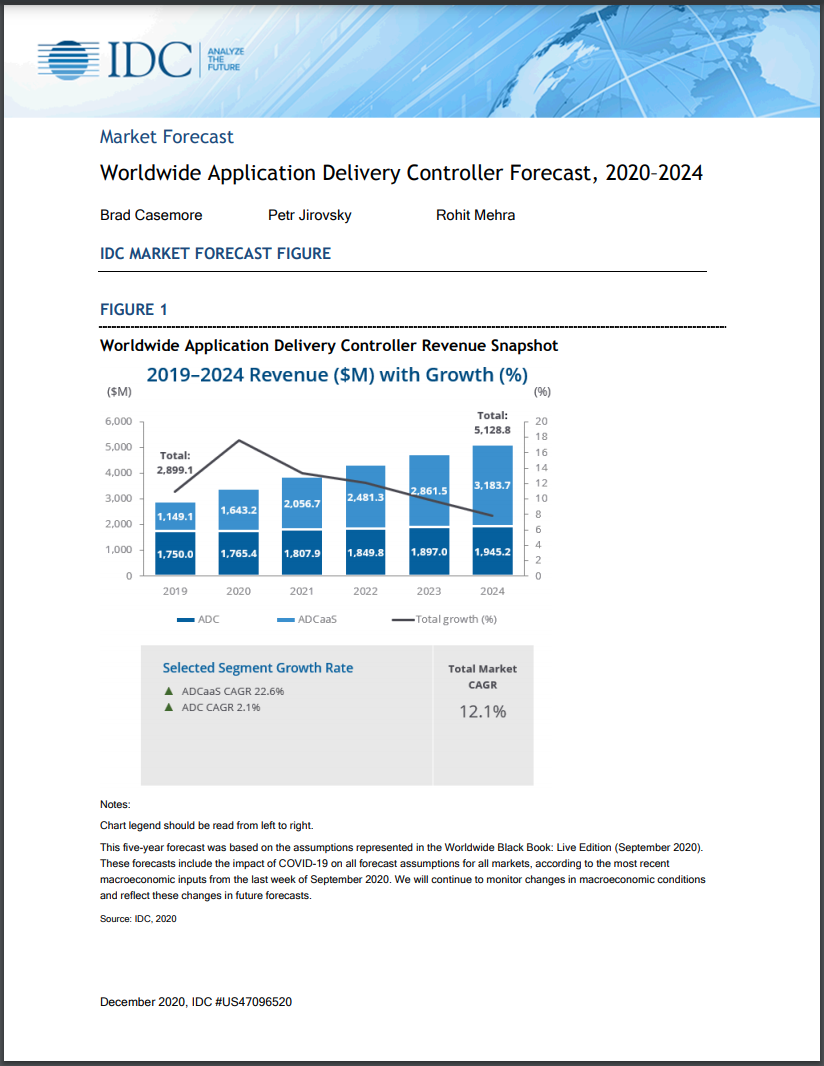 IDC
ANALYZE
THE
FUTURE
Market Forecast
Worldwide Application Delivery Controller Forecast, 2020–2024
Brad Casemore Petr Jirovsky Rohit Mehra
IDC MARKET FORECAST FIGURE
FIGURE 1
Worldwide Application Delivery Controller Revenue Snapshot
2019–2024 Revenue ($M) with Growth (%)
($M) (%)
Total:
5,128.8
Total:
2,899.1
6,000
5,000
4,000
3,000
2,000
1,000
0
20
18
16
14
12
10
8
6
4
2
0
1,149.1 1,643.2 2,056.7 2,481.3 2,861.5 3,183.7
1,750.0 1,765.4 1,807.9 1,849.8 1,897.0 1,945.2
2019 2020 2021 2022 2023 2024
ADC ADCaaS Total growth (%)
Selected Segment Growth Rate
▲ ADCaaS CAGR 22.6%
▲ ADC CAGR 2.1%
Total Market
CAGR
12.1%
Notes:
Chart legend should be read from left to right.
This five-year forecast was based on the assumptions represented in the Worldwide Black Book: Live Edition (September 2020).
These forecasts include the impact of COVID-19 on all forecast assumptions for all markets, according to the most recent
macroeconomic inputs from the last week of September 2020. We will continue to monitor changes in macroeconomic conditions
and reflect these changes in future forecasts.
Source: IDC, 2020
December 2020, IDC #US47096520